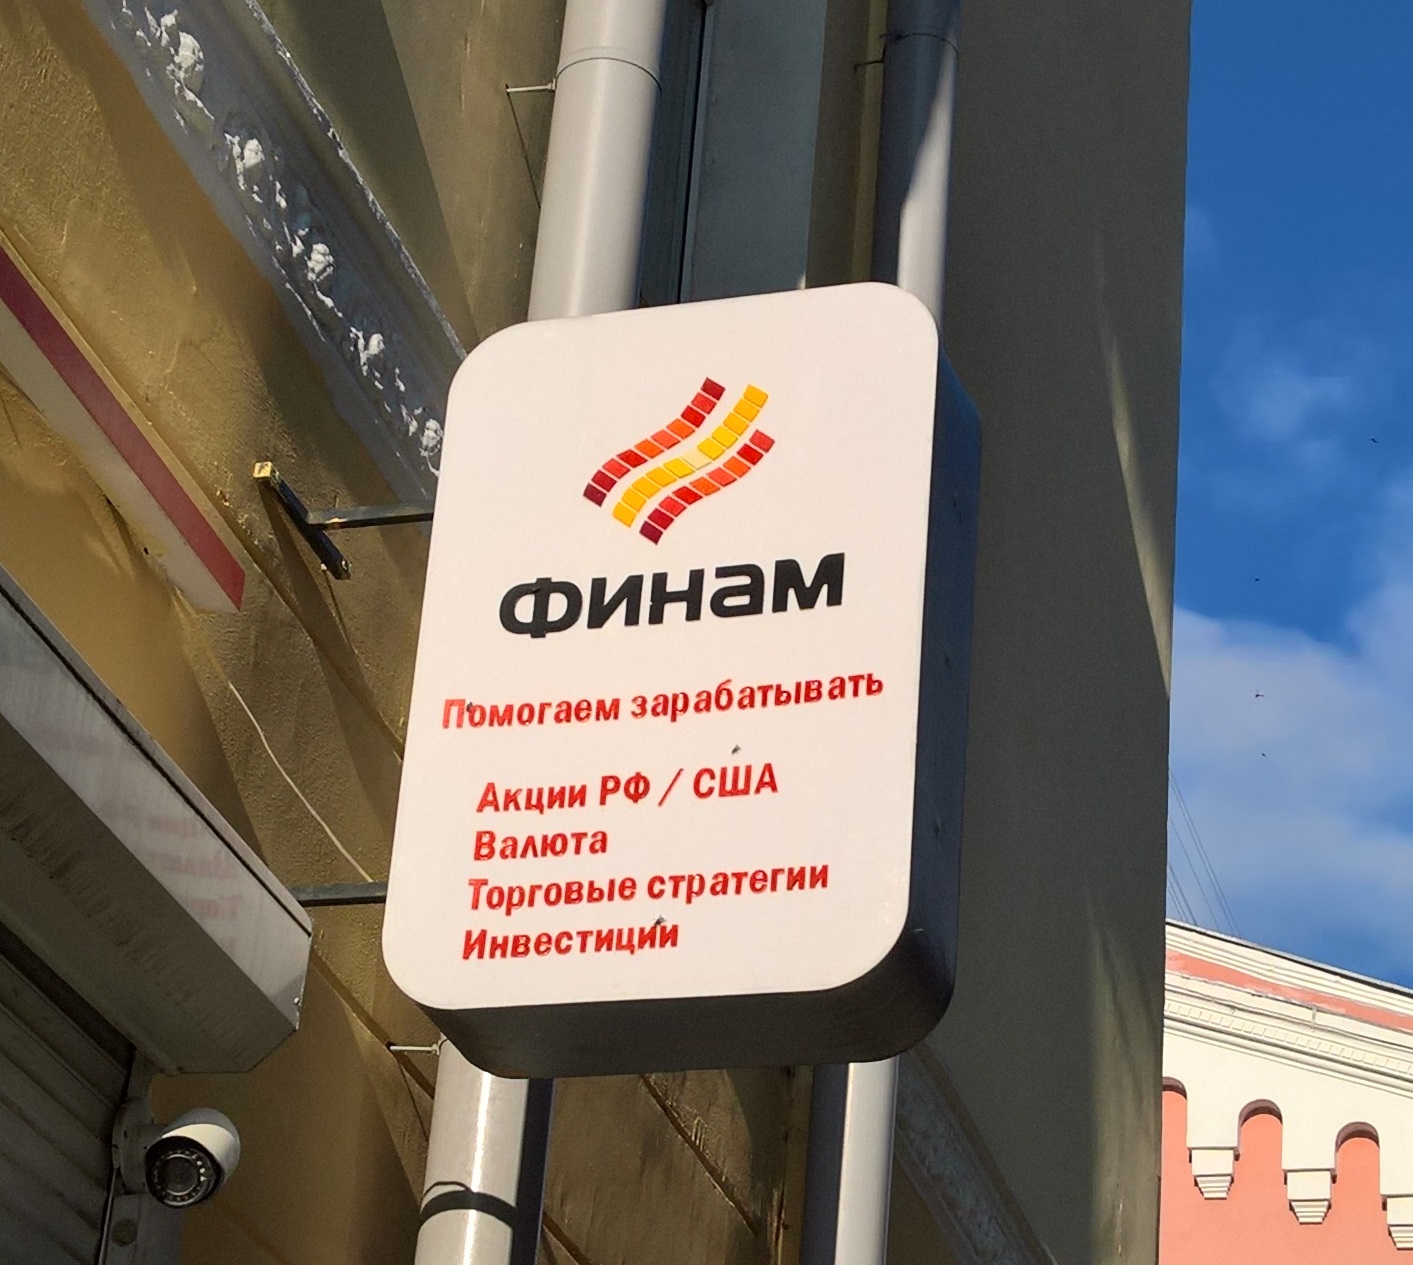 Финам
Помогаем зарабатывать
Акции РФ / США
Валюта
Торговые стратегии
Инвестиции